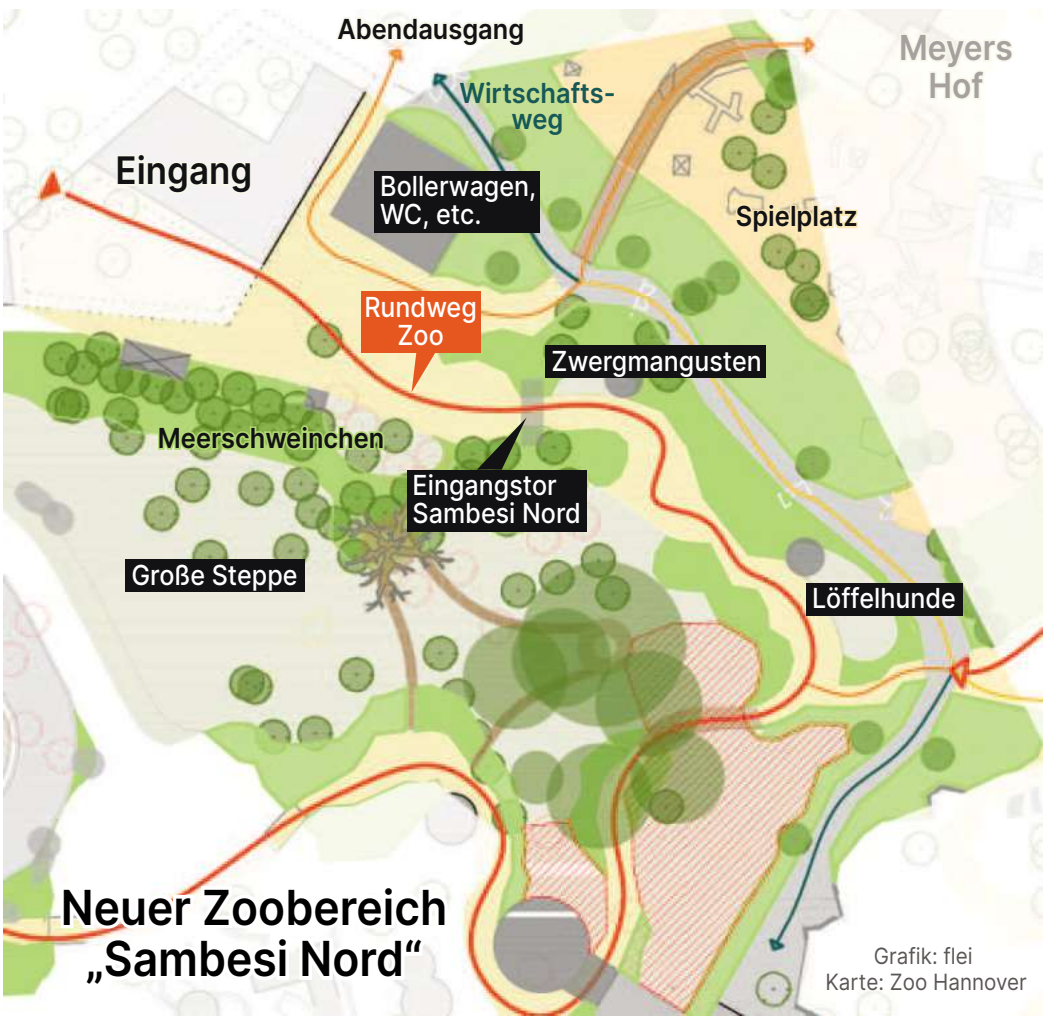 Abendausgang
Meyers
Hof
Wirtschafts-
weg
Eingang
Bollerwagen,
WC, etc.
Spielplatz
Rundweg
Zoo
Zwergmangusten
Meerschweinchen
Eingangstor
Sambesi Nord
Große Steppe
Löffelhunde
Neuer Zoobereich
„Sambesi Nord“
Grafik: flei
Karte: Zoo Hannover